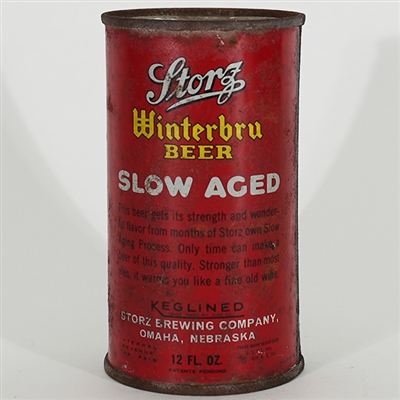 Storz
Winterbru
BEER
SLOW AGED
This beer gets its strength and wonder-
ful flavor from months of Storz own Slow
Aging Process. Only time can make a
beer of this quality. Stronger than most
it warms you like a fine old wine.
KEGLINED
STORZ BREWING COMPANY,
OMAHA, NEBRASKA
12 FL. OZ.
PATENTS PENDING